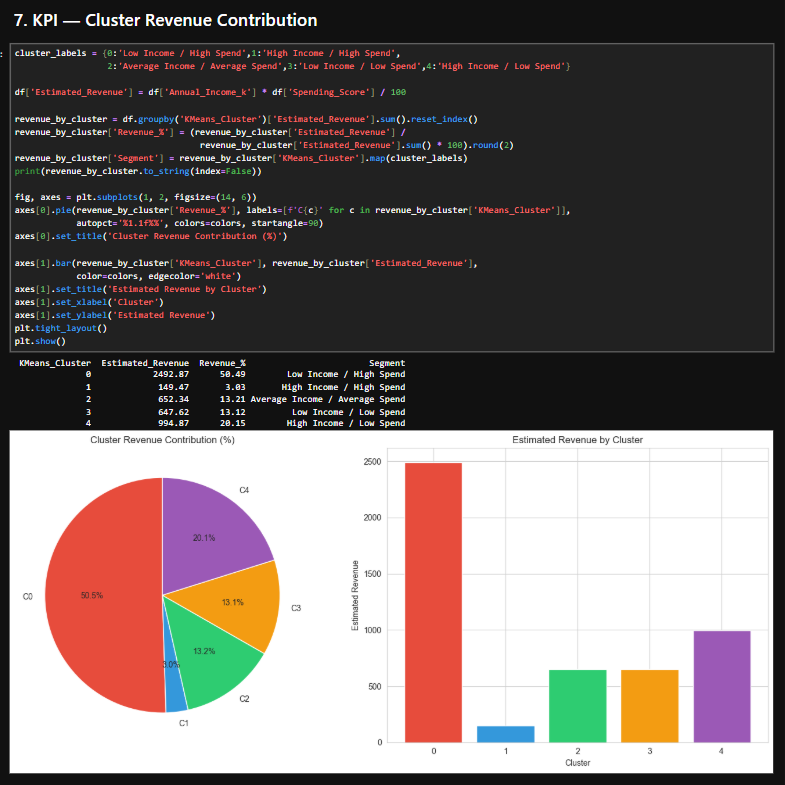 7. KPI — Cluster Revenue Contribution
:
cluster_labels = {0:'Low Income / High Spend',1:'High Income / High Spend',
2:'Average Income / Average Spend',3:'Low Income / Low Spend',4:'High Income / Low Spend'}
df['Estimated_Revenue'] = df['Annual_Income_k'] * df['Spending_Score'] / 100
revenue_by_cluster = df.groupby('KMeans_Cluster')['Estimated_Revenue'].sum().reset_index()
revenue_by_cluster['Revenue_%'] = (revenue_by_cluster['Estimated_Revenue'] /
revenue_by_cluster['Estimated_Revenue'].sum() * 100).round(2)
revenue_by_cluster['Segment'] = revenue_by_cluster['KMeans_Cluster'].map(cluster_labels)
print(revenue_by_cluster.to_string(index=False))
fig, axes = plt.subplots(1, 2, figsize=(14, 6))
axes[0].pie(revenue_by_cluster['Revenue_%'], labels=[f'C{c}' for c in revenue_by_cluster['KMeans_Cluster']],
autopct='%1.1f%%', colors=colors, startangle=90)
axes[0].set_title('Cluster Revenue Contribution (%)')
axes[1].bar(revenue_by_cluster['KMeans_Cluster'], revenue_by_cluster['Estimated_Revenue'],
color=colors, edgecolor='white')
axes[1].set_title('Estimated Revenue by Cluster')
axes[1].set_xlabel('Cluster')
axes[1].set_ylabel('Estimated Revenue')
plt.tight_layout()
plt.show()
KMeans_Cluster Estimated_Revenue Revenue_% Segment
0 2492.87 50.49 Low Income / High Spend
1 149.47 3.03 High Income / High Spend
2 652.34 13.21 Average Income / Average Spend
3 647.62 13.12 Low Income / Low Spend
4 994.87 20.15 High Income / Low Spend
Cluster Revenue Contribution (%)
C4
20.1%
C0
50.5%
13.1%
C3
13.2%
3.0%
C2
C1
Estimated Revenue by Cluster
2500
2000
1500
1000
500
0
Estimated Revenue
0 1 2 3 4
Cluster